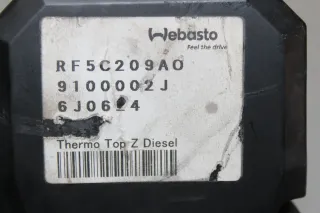 Webasto
Feel the drive
RF5C209A0
9100002J
Thermo Top Z Diesel